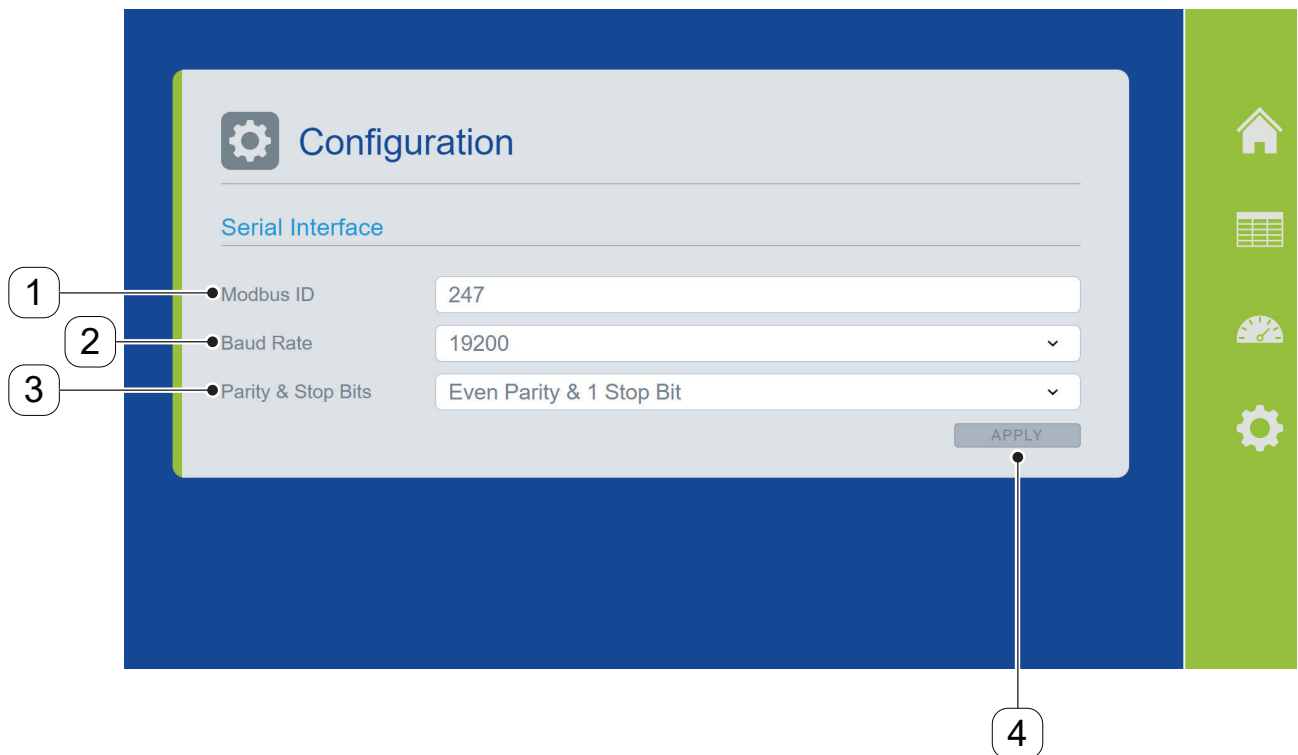 Configuration
Serial Interface
1 Modbus ID 247
2 Baud Rate 19200
3 Parity & Stop Bits Even Parity & 1 Stop Bit
APPLY
4